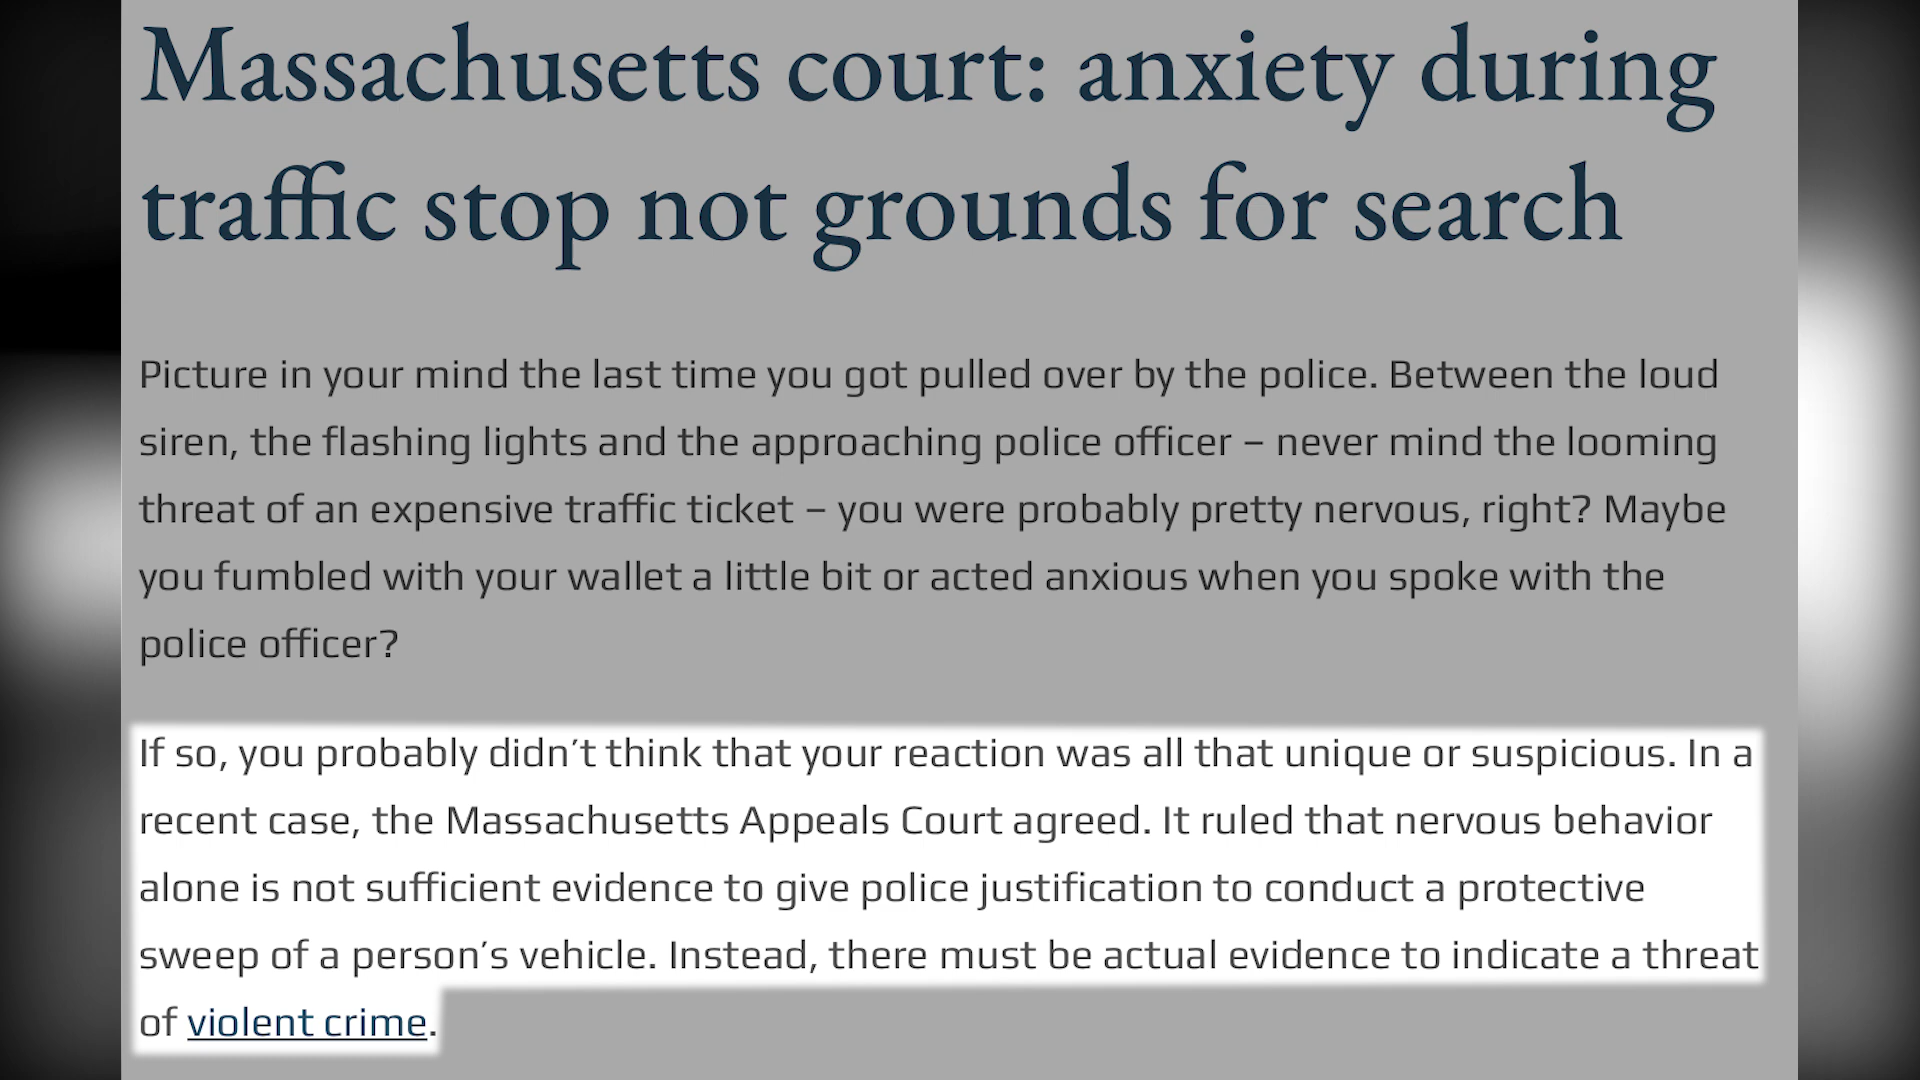 Massachusetts court: anxiety during
traffic stop not grounds for search
Picture in your mind the last time you got pulled over by the police. Between the loud
siren, the flashing lights and the approaching police officer – never mind the looming
threat of an expensive traffic ticket – you were probably pretty nervous, right? Maybe
you fumbled with your wallet a little bit or acted anxious when you spoke with the
police officer?
If so, you probably didn’t think that your reaction was all that unique or suspicious. In a
recent case, the Massachusetts Appeals Court agreed. It ruled that nervous behavior
alone is not sufficient evidence to give police justification to conduct a protective
sweep of a person’s vehicle. Instead, there must be actual evidence to indicate a threat
of violent crime.